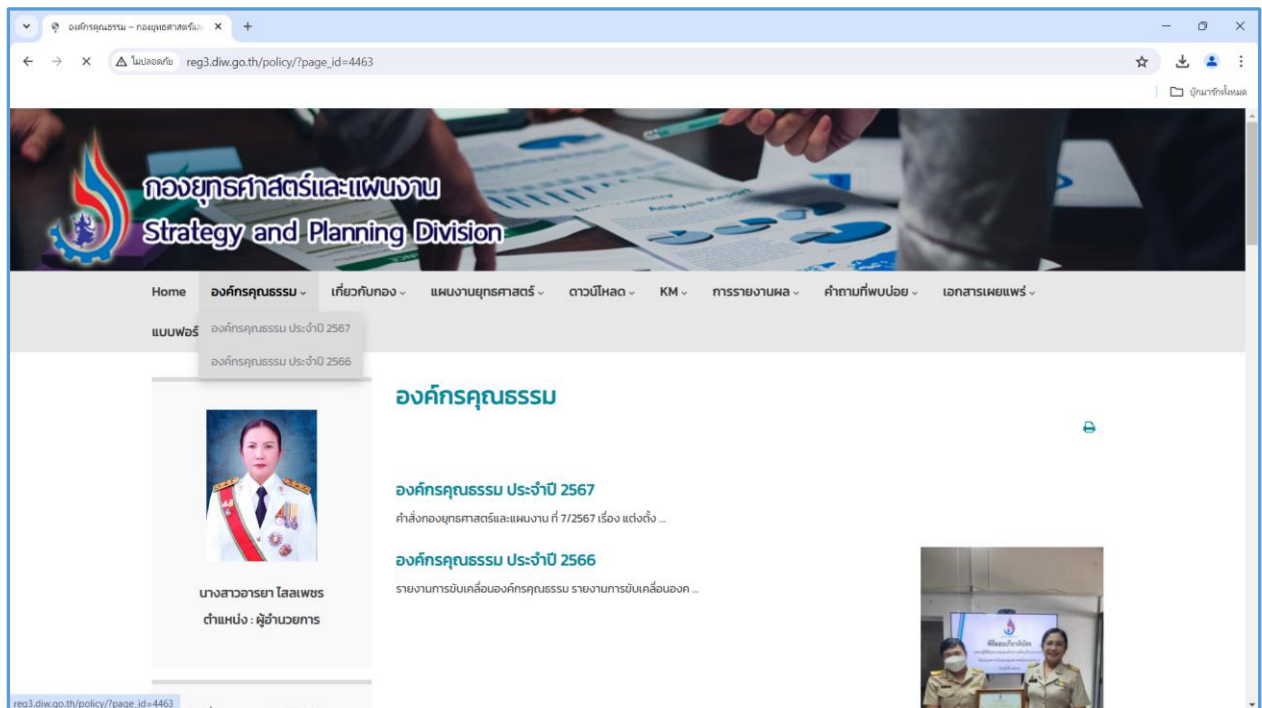 องค์กรคุณธรรม – กองยุทธศาสตร์และ
ไม่ปลอดภัย reg3.diw.go.th/policy/?page_id=4463
บุ๊กมาร์กทั้งหมด
กองยุทธศาสตร์และแผนงาน
Strategy and Planning Division
Home องค์กรคุณธรรม เกี่ยวกับกอง แผนงานยุทธศาสตร์ ดาวน์โหลด KM การรายงานผล คำถามที่พบบ่อย เอกสารเผยแพร่
แบบฟอร์
องค์กรคุณธรรม ประจำปี 2567
องค์กรคุณธรรม ประจำปี 2566
องค์กรคุณธรรม
องค์กรคุณธรรม ประจำปี 2567
คำสั่งกองยุทธศาสตร์และแผนงาน ที่ 7/2567 เรื่อง แต่งตั้ง ...
องค์กรคุณธรรม ประจำปี 2566
รายงานการขับเคลื่อนองค์กรคุณธรรม รายงานการขับเคลื่อนองค ...
นางสาวอารยา ไสลเพชร
ตำแหน่ง : ผู้อำนวยการ
reg3.diw.go.th/policy/?page_id=4463